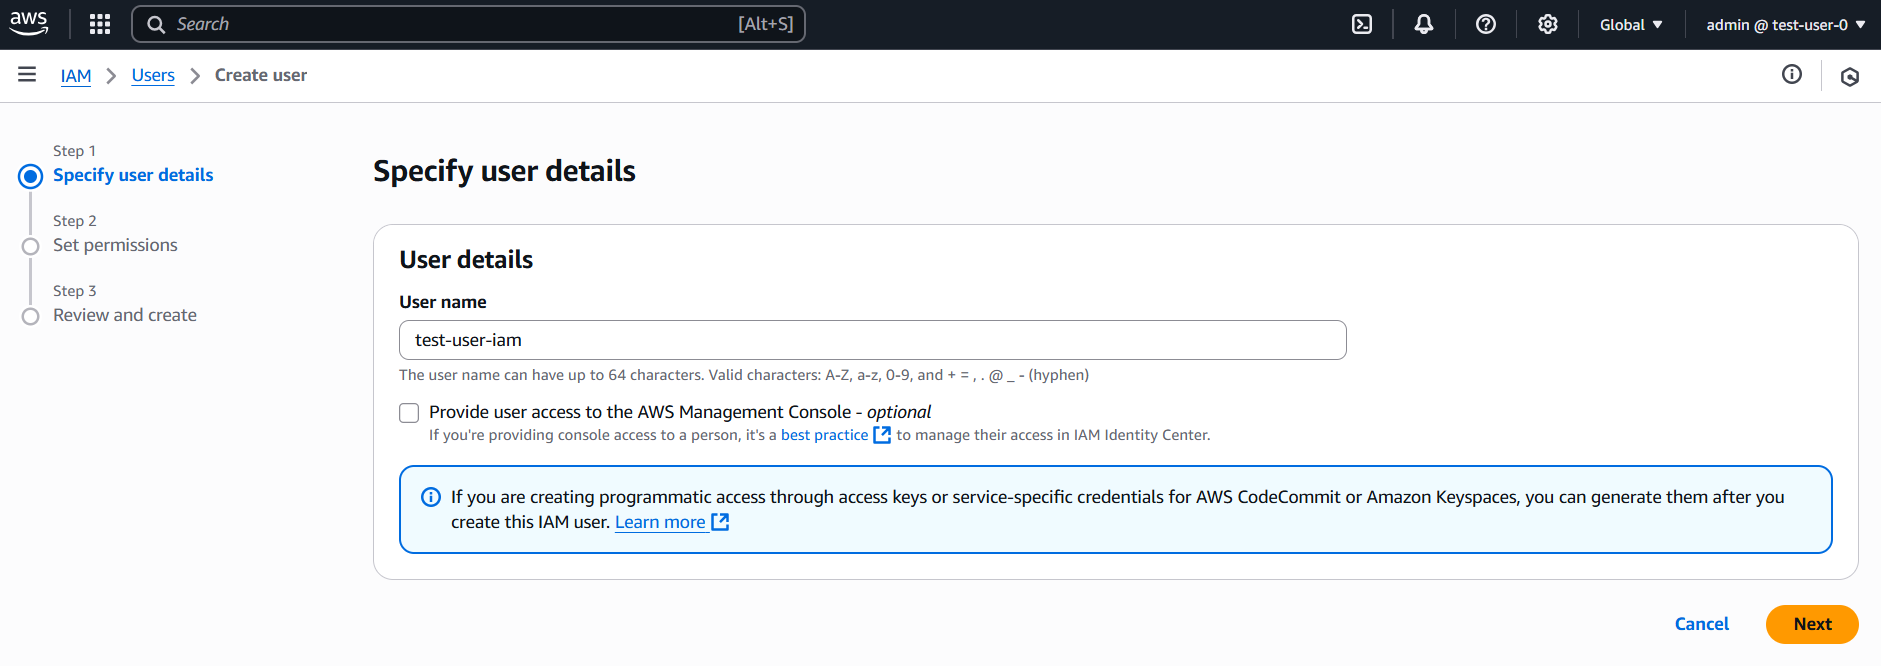 aws
Search
[Alt+S]
Global
admin @ test-user-0
IAM
Users
Create user
Step 1
Specify user details
Step 2
Set permissions
Step 3
Review and create
Specify user details
User details
User name
test-user-iam
The user name can have up to 64 characters. Valid characters: A-Z, a-z, 0-9, and + = , . @ _ - (hyphen)
Provide user access to the AWS Management Console - optional
If you're providing console access to a person, it's a best practice to manage their access in IAM Identity Center.
If you are creating programmatic access through access keys or service-specific credentials for AWS CodeCommit or Amazon Keyspaces, you can generate them after you
create this IAM user. Learn more
Cancel
Next